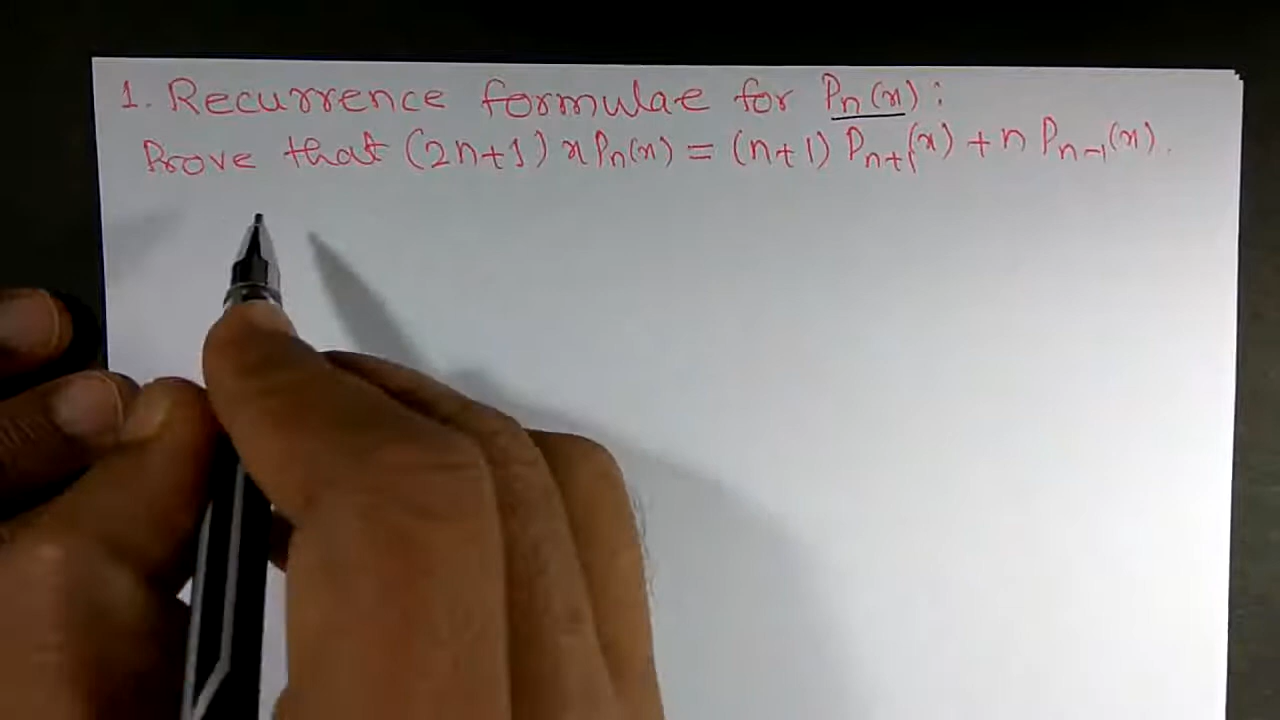 1. Recurrence formulae for Pn(x) :
Prove that (2n+1) x Pn(x) = (n+1) Pn+1(x) + n Pn-1(x).